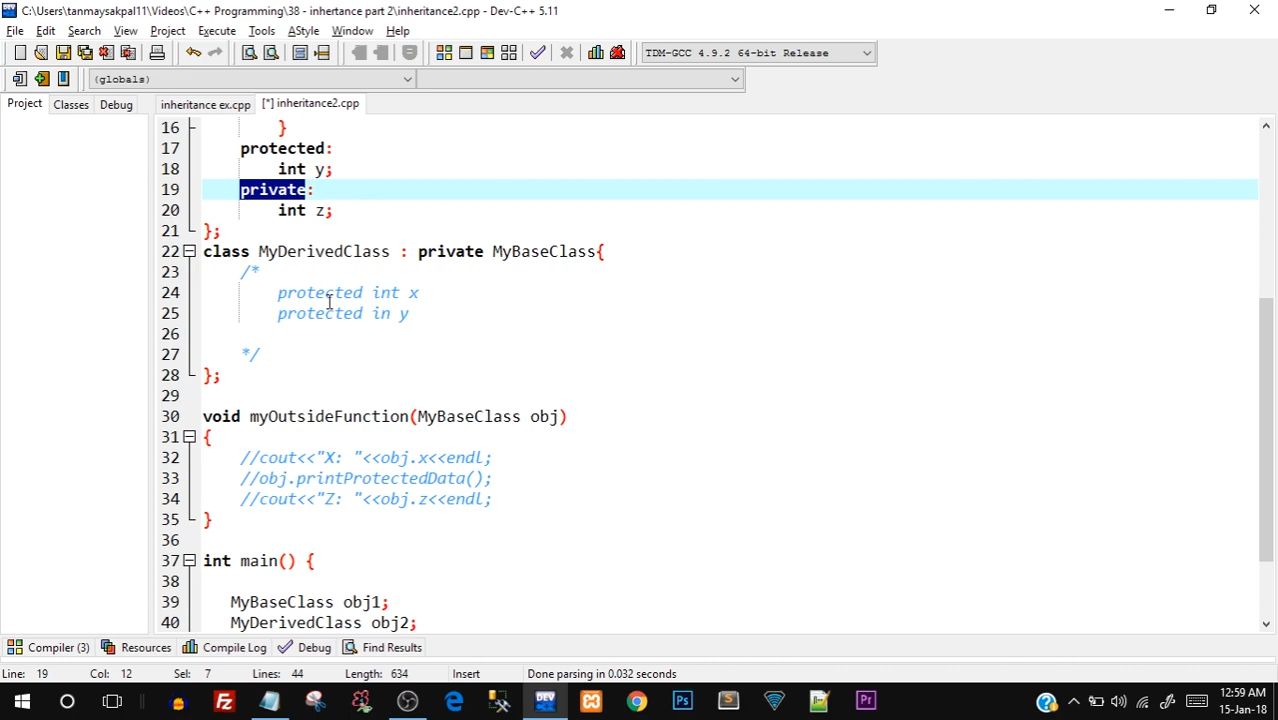 C:\Users\tanmaysakpal11\Videos\C++ Programming\38 - inhertance part 2\inheritance2.cpp - Dev-C++ 5.11
File Edit Search View Project Execute Tools AStyle Window Help
TDM-GCC 4.9.2 64-bit Release
(globals)
Project Classes Debug inheritance ex.cpp [*] inheritance2.cpp
16 }
17 protected:
18 int y;
19 private:
20 int z;
21 };
22 class MyDerivedClass : private MyBaseClass{
23 /*
24 protected int x
25 protected in y
26
27 */
28 };
29
30 void myOutsideFunction(MyBaseClass obj)
31 {
32 //cout<<"X: "<<obj.x<<endl;
33 //obj.printProtectedData();
34 //cout<<"Z: "<<obj.z<<endl;
35 }
36
37 int main() {
38
39 MyBaseClass obj1;
40 MyDerivedClass obj2;
Compiler (3) Resources Compile Log Debug Find Results
Line: 19 Col: 12 Sel: 7 Lines: 44 Length: 634 Insert Done parsing in 0.032 seconds
DEV Ps S Pr 12:59 AM
15-Jan-18